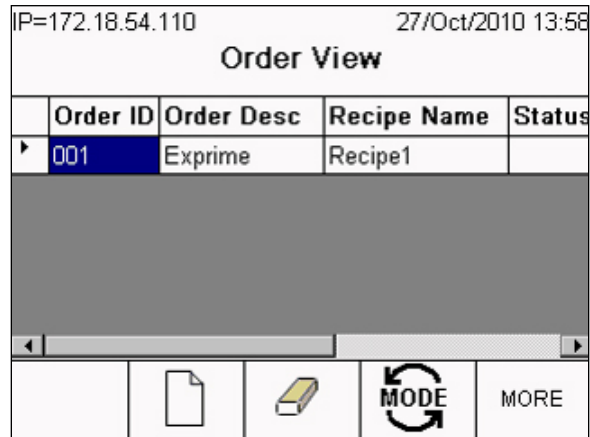 IP=172.18.54.110 27/Oct/2010 13:58
Order View
Order ID Order Desc Recipe Name Status
001 Exprime Recipe1
MODE MORE